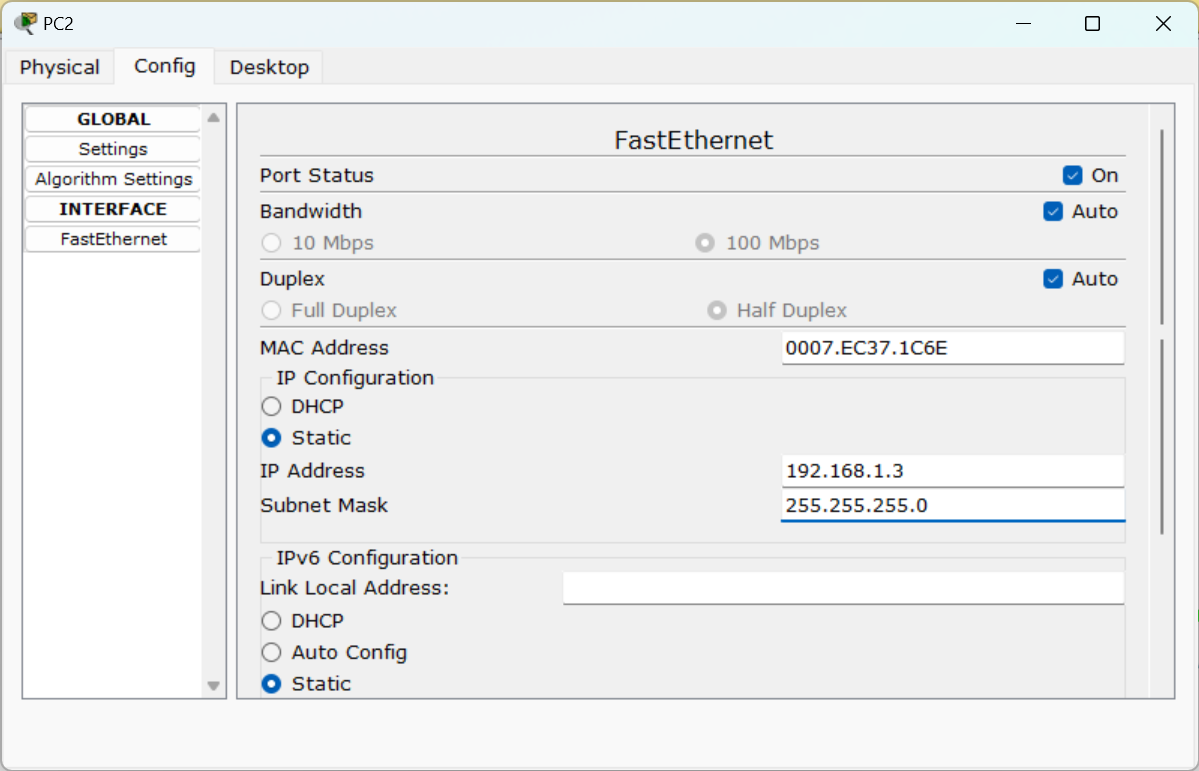 PC2
Physical Config Desktop
GLOBAL
Settings
Algorithm Settings
INTERFACE
FastEthernet
FastEthernet
Port Status On
Bandwidth Auto
10 Mbps 100 Mbps
Duplex Auto
Full Duplex Half Duplex
MAC Address 0007.EC37.1C6E
IP Configuration
DHCP
Static
IP Address 192.168.1.3
Subnet Mask 255.255.255.0
IPv6 Configuration
Link Local Address:
DHCP
Auto Config
Static